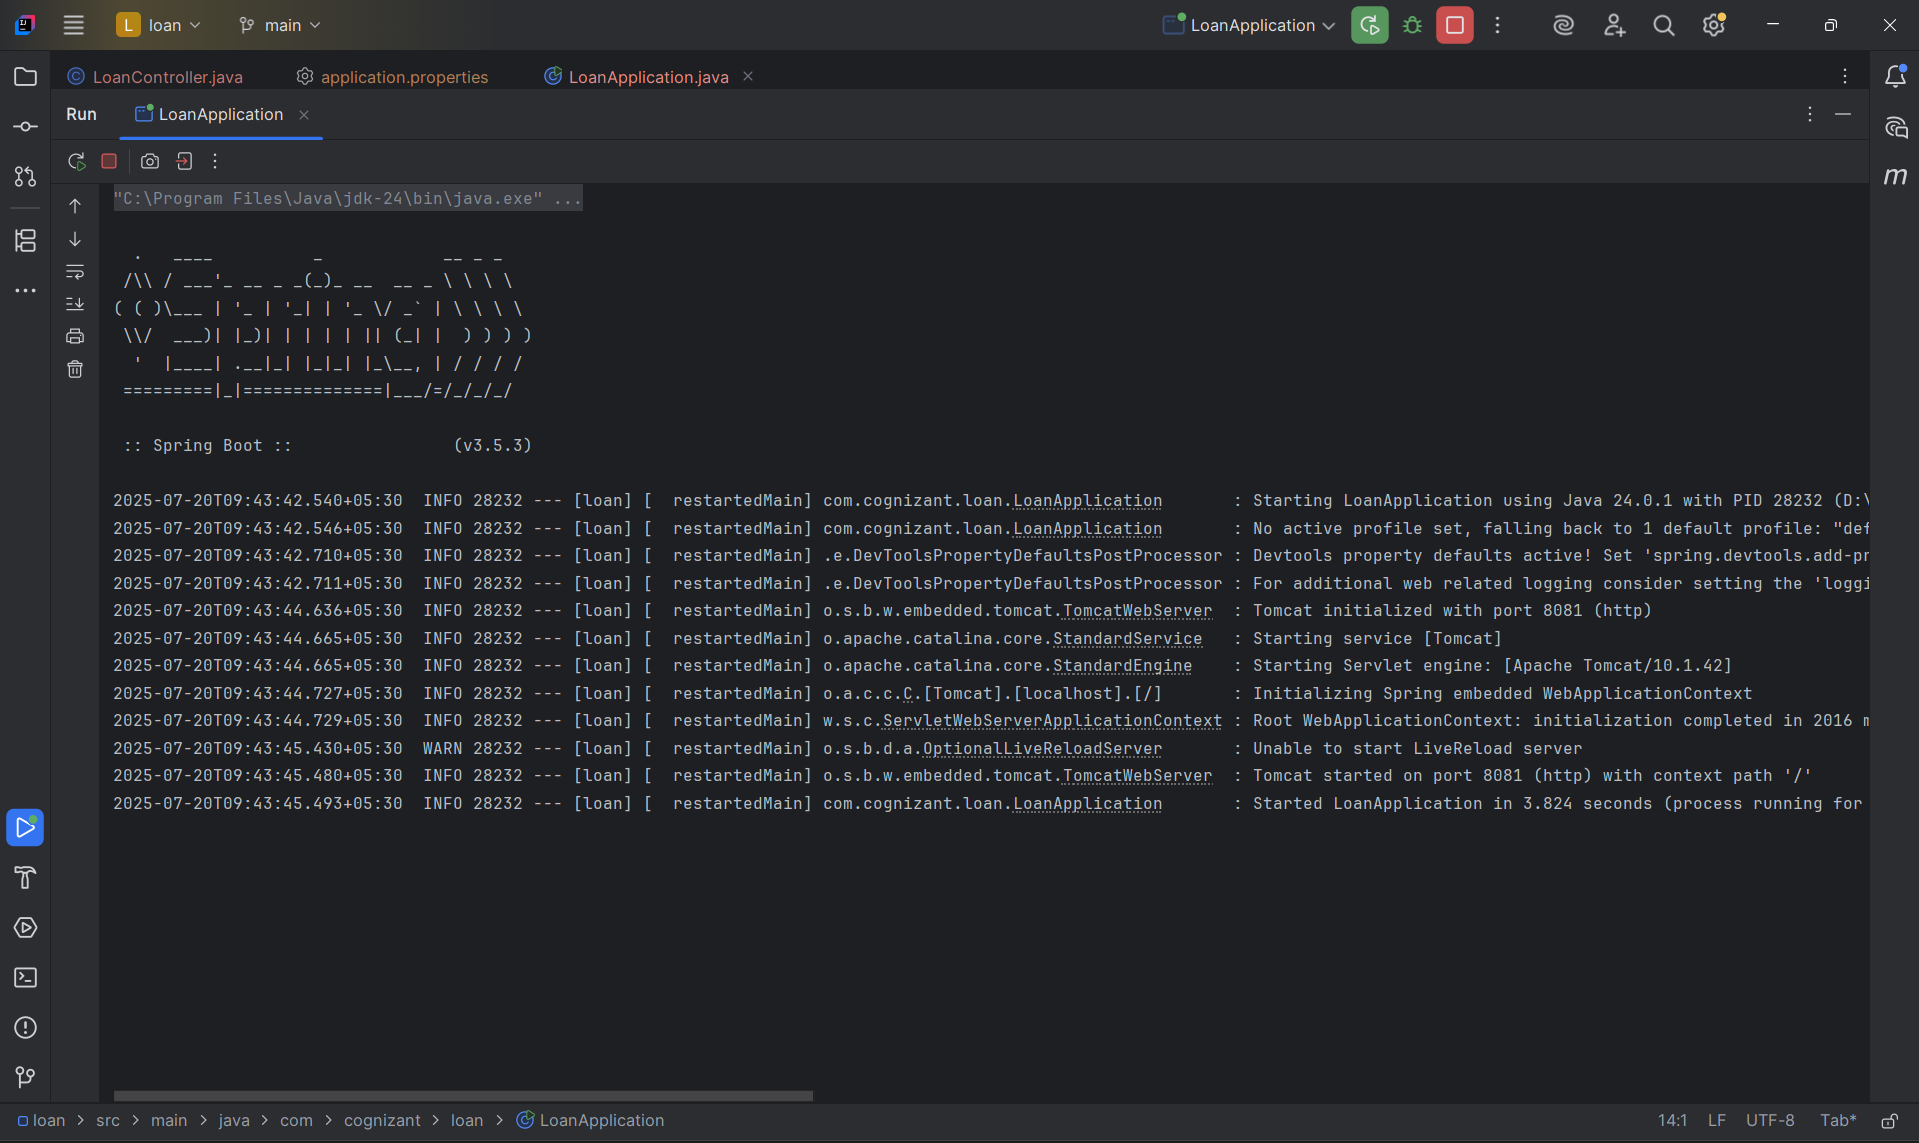 L loan main LoanApplication
LoanController.java application.properties LoanApplication.java
Run LoanApplication
"C:\Program Files\Java\jdk-24\bin\java.exe" ...
  .   ____          _            __ _ _
 /\\ / ___'_ __ _ _(_)_ __  __ _ \ \ \ \
( ( )\___ | '_ | '_| | '_ \/ _` | \ \ \ \
 \\/  ___)| |_)| | | | | || (_| |  ) ) ) )
  '  |____| .__|_| |_|_| |_\__, | / / / /
 =========|_|==============|___/=/_/_/_/
 :: Spring Boot ::                (v3.5.3)
2025-07-20T09:43:42.540+05:30  INFO 28232 --- [loan] [  restartedMain] com.cognizant.loan.LoanApplication       : Starting LoanApplication using Java 24.0.1 with PID 28232 (D:\
2025-07-20T09:43:42.546+05:30  INFO 28232 --- [loan] [  restartedMain] com.cognizant.loan.LoanApplication       : No active profile set, falling back to 1 default profile: "def
2025-07-20T09:43:42.710+05:30  INFO 28232 --- [loan] [  restartedMain] .e.DevToolsPropertyDefaultsPostProcessor : Devtools property defaults active! Set 'spring.devtools.add-pr
2025-07-20T09:43:42.711+05:30  INFO 28232 --- [loan] [  restartedMain] .e.DevToolsPropertyDefaultsPostProcessor : For additional web related logging consider setting the 'loggi
2025-07-20T09:43:44.636+05:30  INFO 28232 --- [loan] [  restartedMain] o.s.b.w.embedded.tomcat.TomcatWebServer  : Tomcat initialized with port 8081 (http)
2025-07-20T09:43:44.665+05:30  INFO 28232 --- [loan] [  restartedMain] o.apache.catalina.core.StandardService   : Starting service [Tomcat]
2025-07-20T09:43:44.665+05:30  INFO 28232 --- [loan] [  restartedMain] o.apache.catalina.core.StandardEngine    : Starting Servlet engine: [Apache Tomcat/10.1.42]
2025-07-20T09:43:44.727+05:30  INFO 28232 --- [loan] [  restartedMain] o.a.c.c.C.[Tomcat].[localhost].[/]       : Initializing Spring embedded WebApplicationContext
2025-07-20T09:43:44.729+05:30  INFO 28232 --- [loan] [  restartedMain] w.s.c.ServletWebServerApplicationContext : Root WebApplicationContext: initialization completed in 2016 m
2025-07-20T09:43:45.430+05:30  WARN 28232 --- [loan] [  restartedMain] o.s.b.d.a.OptionalLiveReloadServer       : Unable to start LiveReload server
2025-07-20T09:43:45.480+05:30  INFO 28232 --- [loan] [  restartedMain] o.s.b.w.embedded.tomcat.TomcatWebServer  : Tomcat started on port 8081 (http) with context path '/'
2025-07-20T09:43:45.493+05:30  INFO 28232 --- [loan] [  restartedMain] com.cognizant.loan.LoanApplication       : Started LoanApplication in 3.824 seconds (process running for
loan > src > main > java > com > cognizant > loan > LoanApplication 14:1 LF UTF-8 Tab*